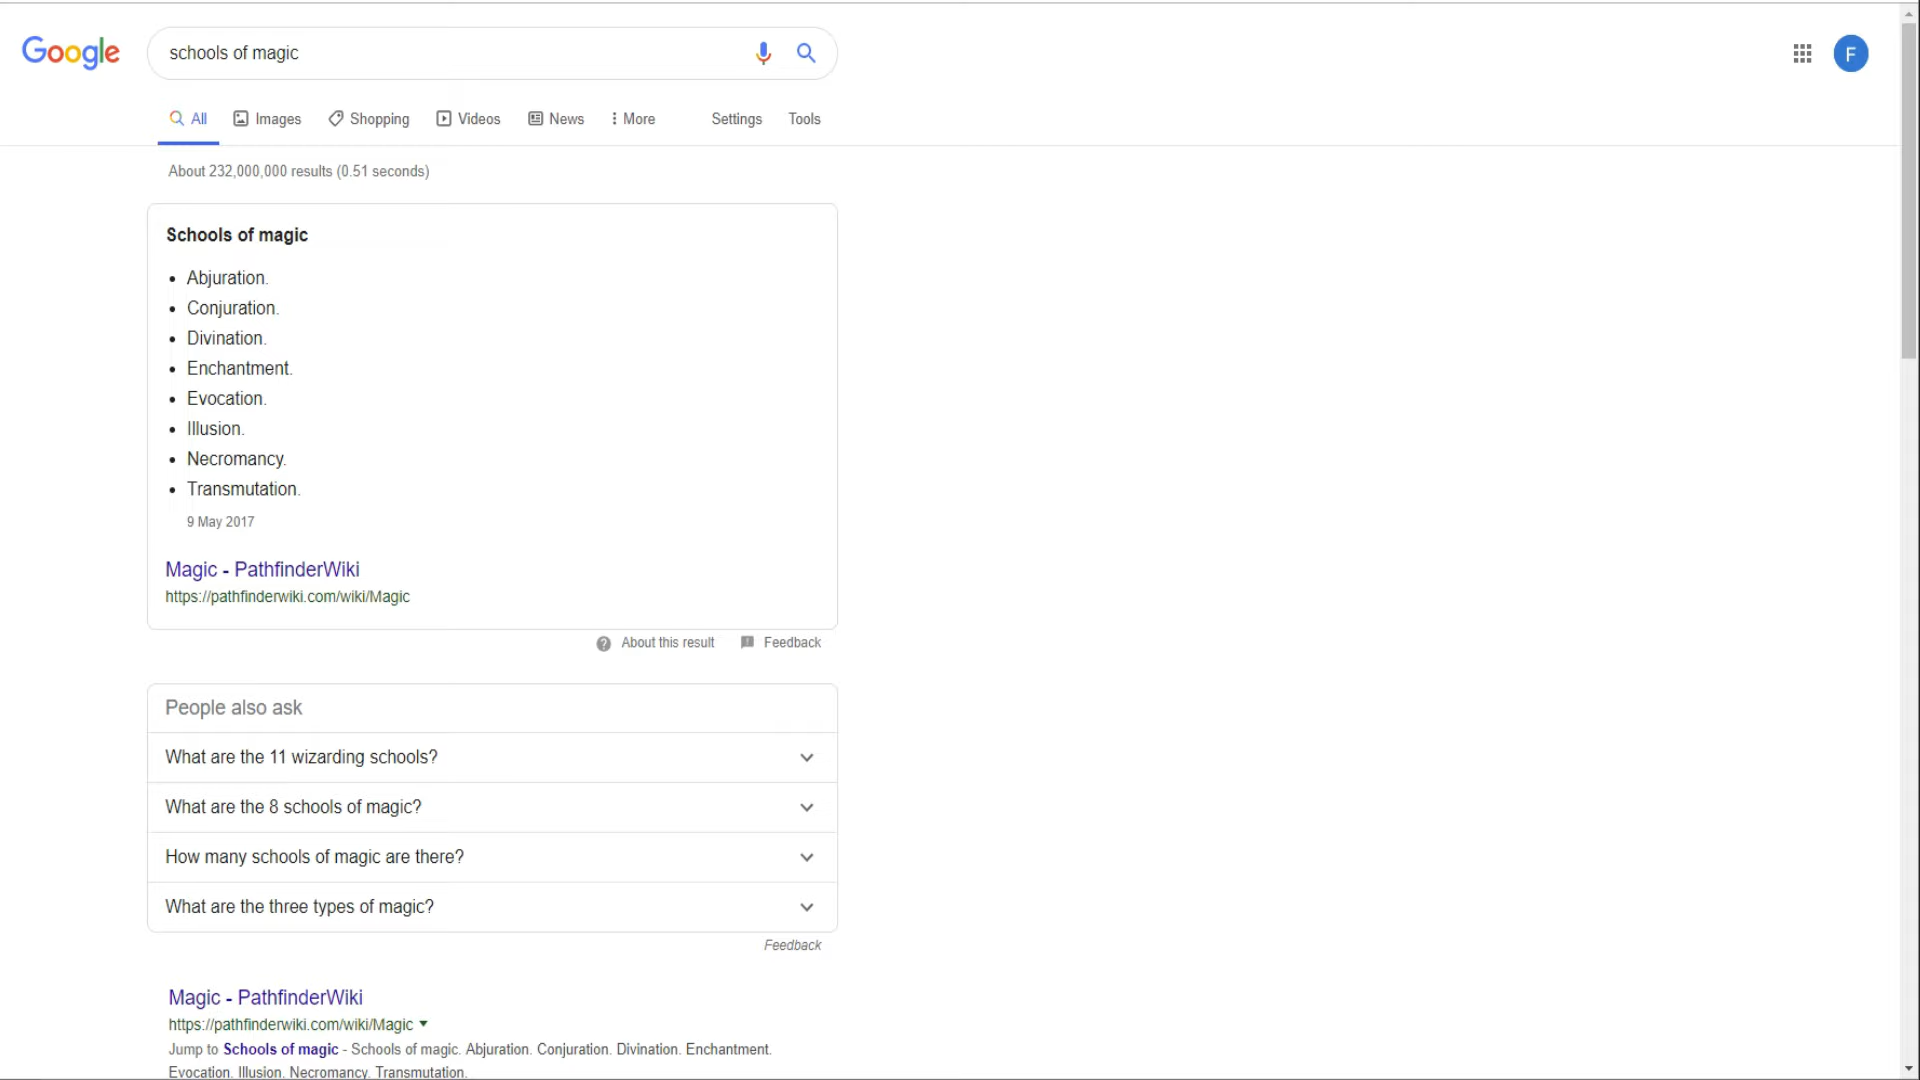 Google
schools of magic
F
All Images Shopping Videos News More Settings Tools
About 232,000,000 results (0.51 seconds)
Schools of magic
Abjuration.
Conjuration.
Divination.
Enchantment.
Evocation.
Illusion.
Necromancy.
Transmutation.
9 May 2017
Magic - PathfinderWiki
https://pathfinderwiki.com/wiki/Magic
About this result Feedback
People also ask
What are the 11 wizarding schools?
What are the 8 schools of magic?
How many schools of magic are there?
What are the three types of magic?
Feedback
Magic - PathfinderWiki
https://pathfinderwiki.com/wiki/Magic
Jump to Schools of magic - Schools of magic. Abjuration. Conjuration. Divination. Enchantment.
Evocation. Illusion. Necromancy. Transmutation.